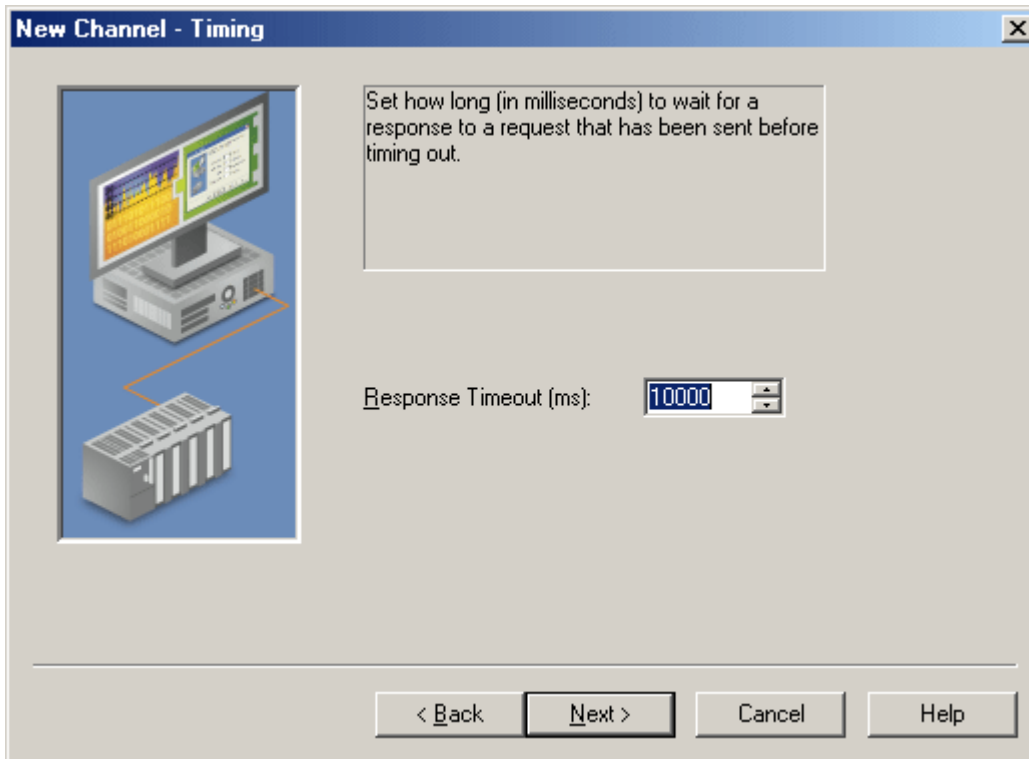 New Channel - Timing
Set how long (in milliseconds) to wait for a
response to a request that has been sent before
timing out.
Response Timeout (ms): 10000
< Back Next > Cancel Help